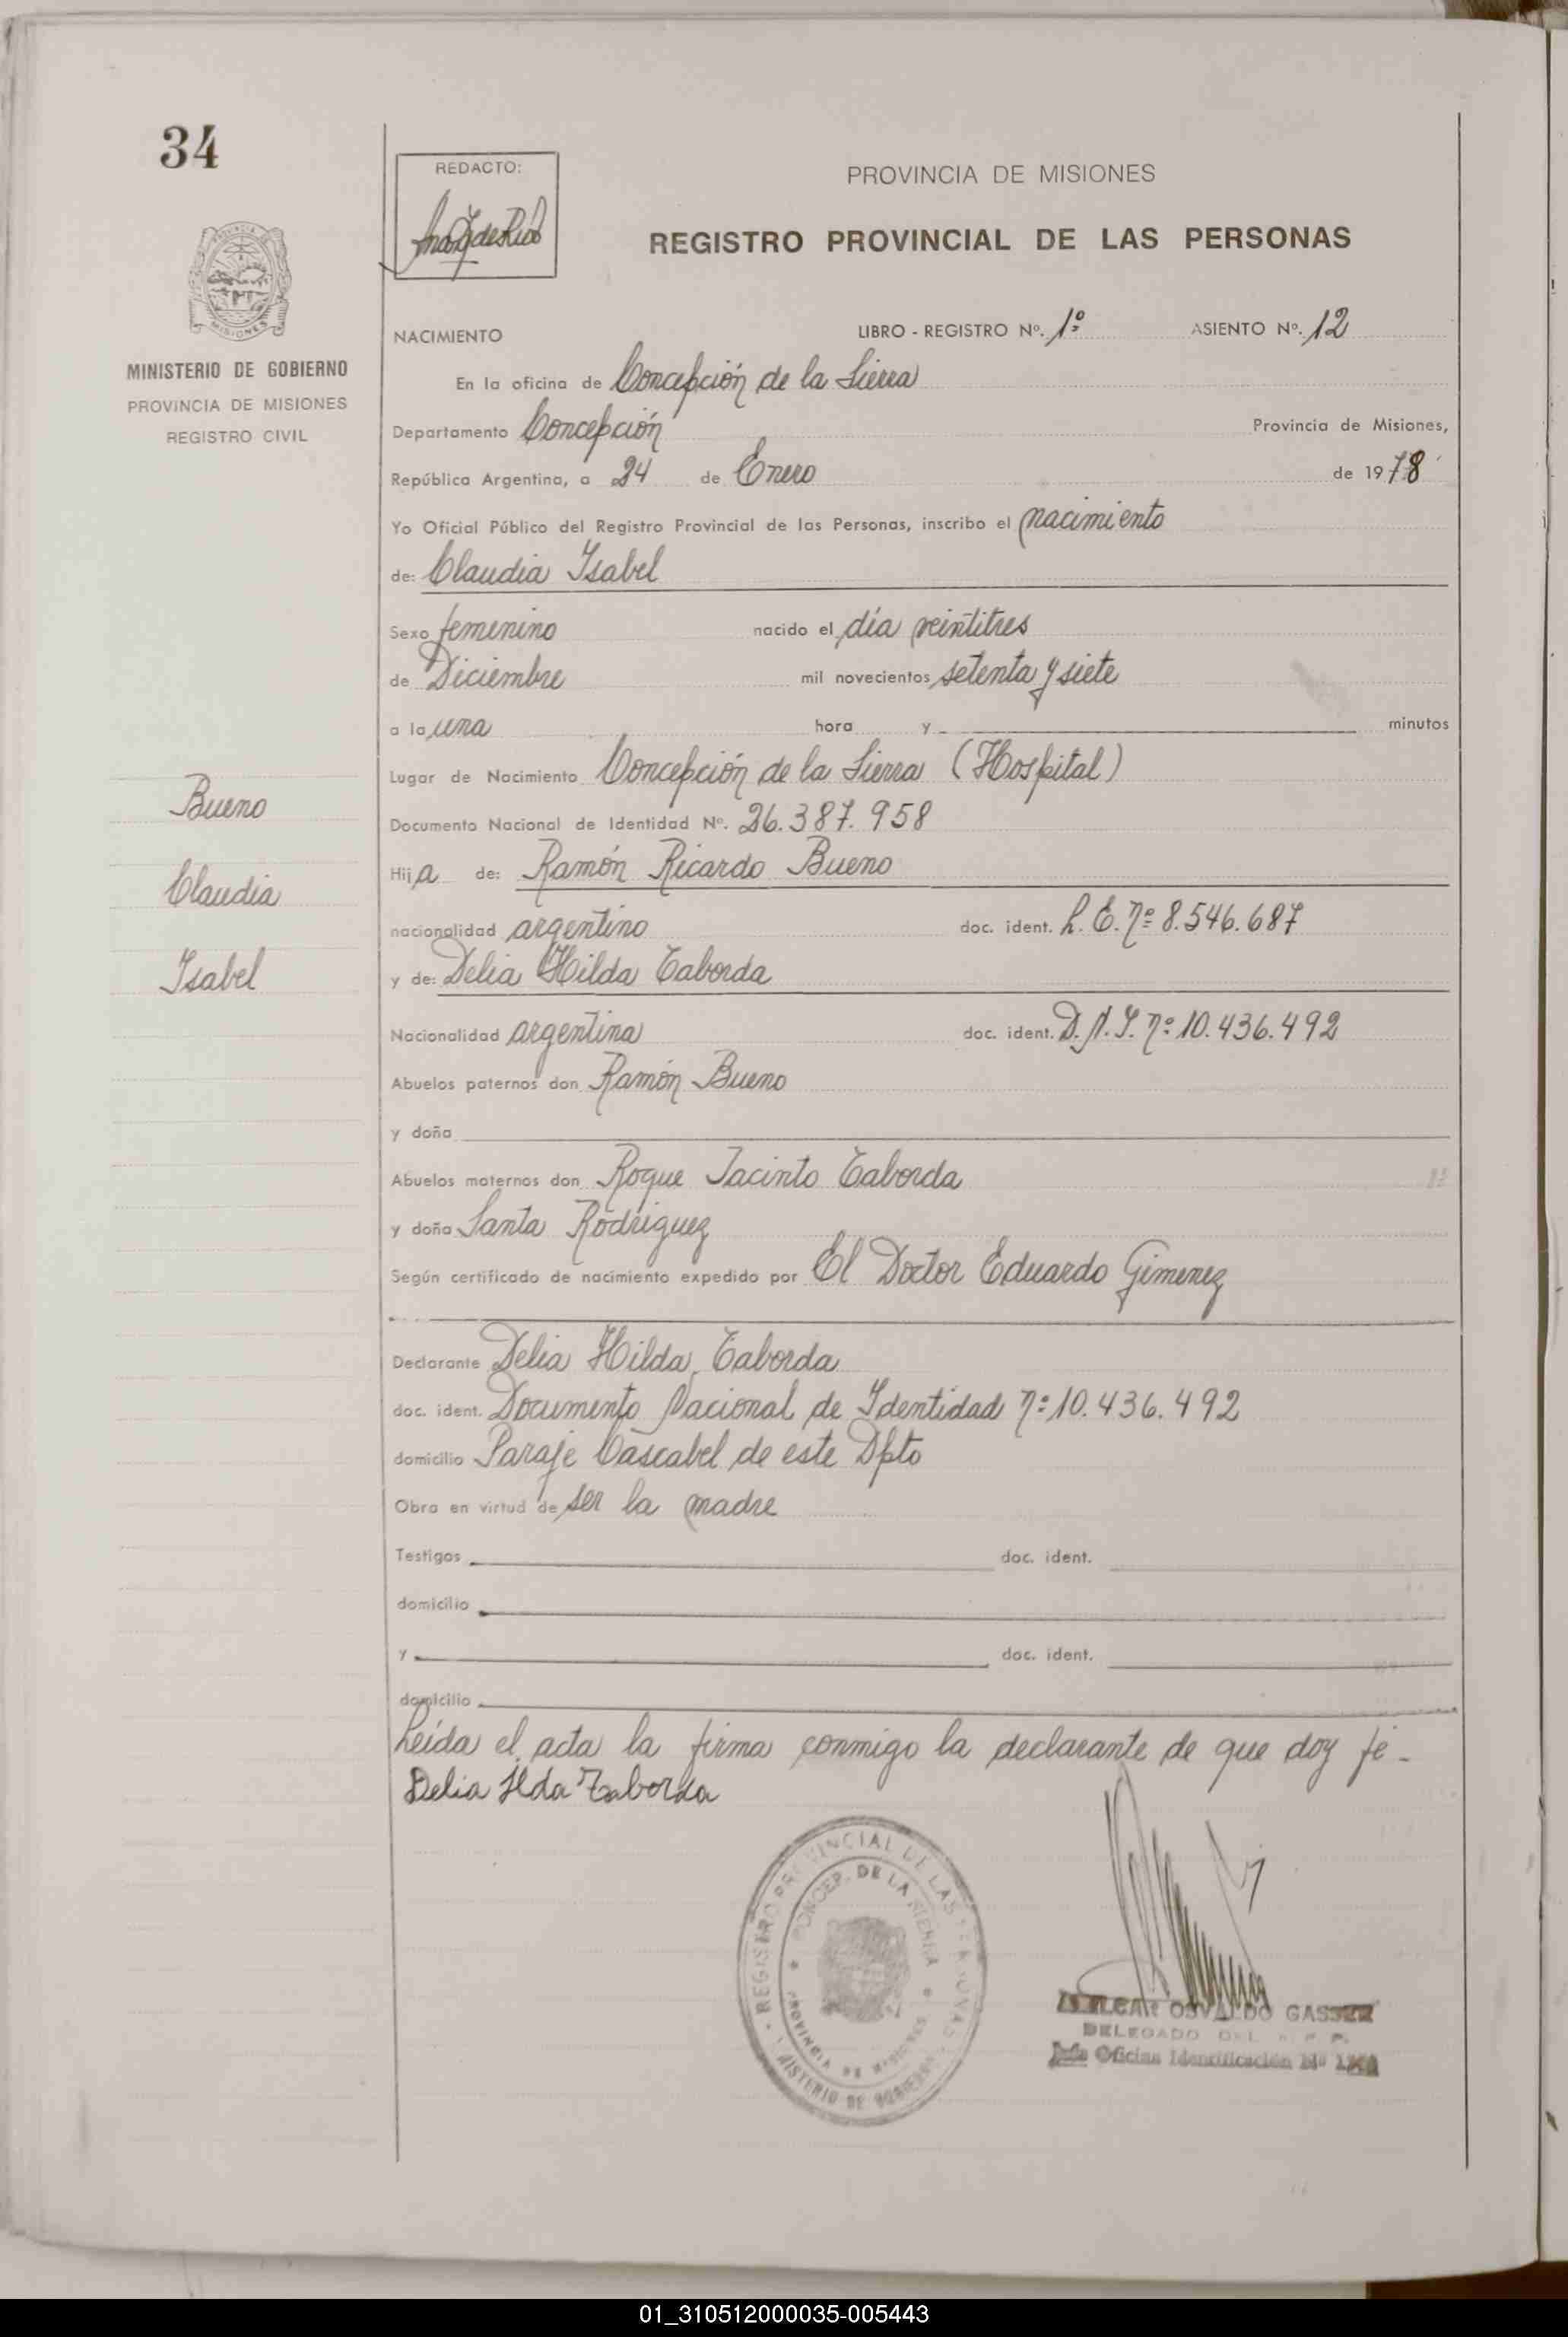 34
REDACTO:
PROVINCIA DE MISIONES
REGISTRO PROVINCIAL DE LAS PERSONAS
MISIONES
MINISTERIO DE GOBIERNO
PROVINCIA DE MISIONES
REGISTRO CIVIL
NACIMIENTO LIBRO - REGISTRO Nº. 1º ASIENTO Nº. 12
En la oficina de Concepción de la Sierra
Departamento Concepción Provincia de Misiones,
República Argentina, a 24 de Enero de 1978
Yo Oficial Público del Registro Provincial de las Personas, inscribo el nacimiento
de: Claudia Isabel
Sexo femenino nacido el día veintitres
de Diciembre mil novecientos setenta y siete
a la una hora y minutos
Lugar de Nacimiento Concepción de la Sierra (Hospital)
Bueno
Documento Nacional de Identidad Nº. 26.387.958
Hija de: Ramón Ricardo Bueno
Claudia
nacionalidad argentino doc. ident. L.E. nº 8.546.687
Isabel
y de: Delia Hilda Taborda
Nacionalidad argentina doc. ident. D.N.I. nº 10.436.492
Abuelos paternos don Ramón Bueno
y doña
Abuelos maternos don Roque Jacinto Taborda
y doña Santa Rodriguez
Según certificado de nacimiento expedido por El Doctor Eduardo Gimenez
Declarante Delia Hilda Taborda
doc. ident. Documento Nacional de Identidad nº 10.436.492
domicilio Paraje Cascabel de este Dpto
Obra en virtud de ser la madre
Testigos doc. ident.
domicilio
y doc. ident.
domicilio
Leída el acta la firma conmigo la declarante de que doy fé-
Delia Ilda Taborda
REGISTRO PROVINCIAL DE LAS PERSONAS
CONCEP. DE LA SIERRA
PROVINCIA DE MISIONES
MINISTERIO DE GOBIERNO
OSVALDO GASSER
DELEGADO DEL R. P. P.
Jefe Oficina Identificación Nº
01_310512000035-005443